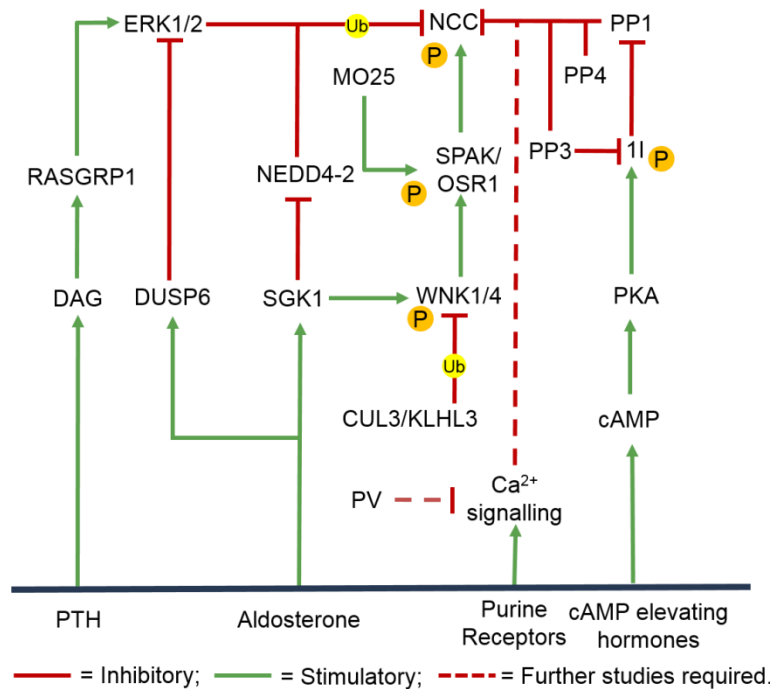 ERK1/2
Ub
NCC
PP1
P
MO25
PP4
RASGRP1
NEDD4-2
SPAK/
OSR1
P
PP3
1I
P
DAG
DUSP6
SGK1
WNK1/4
P
PKA
Ub
CUL3/KLHL3
cAMP
PV
Ca²⁺
signalling
PTH
Aldosterone
Purine
Receptors
cAMP elevating
hormones
= Inhibitory;
= Stimulatory;
= Further studies required.